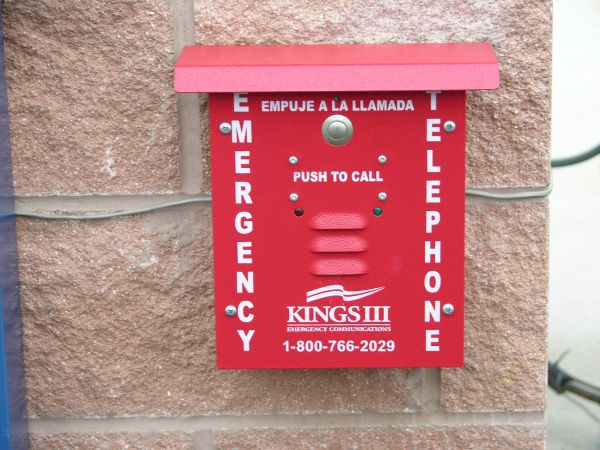 EMERGENCY
EMPUJE A LA LLAMADA
TELEPHONE
PUSH TO CALL
KINGS III
EMERGENCY COMMUNICATIONS
1-800-766-2029